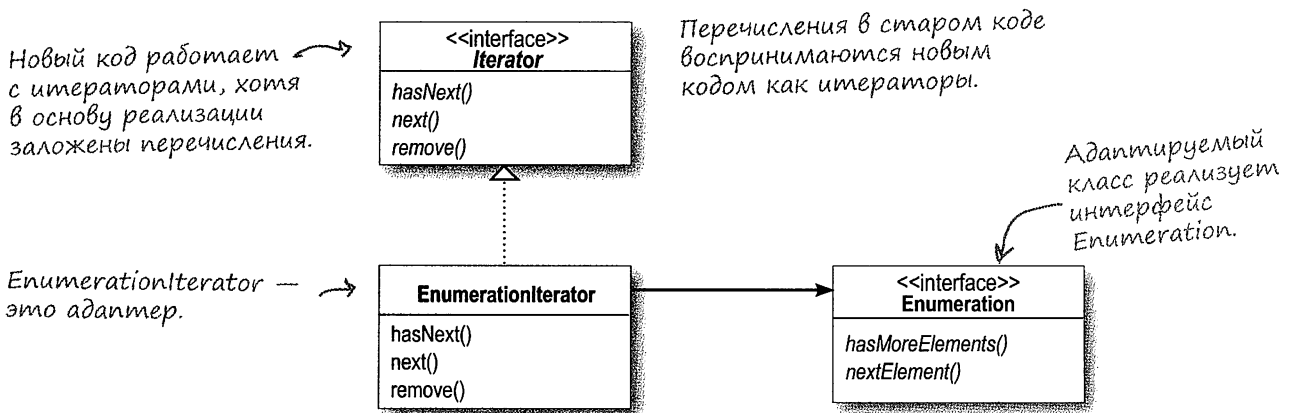 Новый код работает
с итераторами, хотя
в основу реализации
заложены перечисления.
<<interface>>
Iterator
hasNext()
next()
remove()
Перечисления в старом коде
воспринимаются новым
кодом как итераторы.
Адаптируемый
класс реализует
интерфейс
Enumeration.
EnumerationIterator —
это адаптер.
EnumerationIterator
hasNext()
next()
remove()
<<interface>>
Enumeration
hasMoreElements()
nextElement()